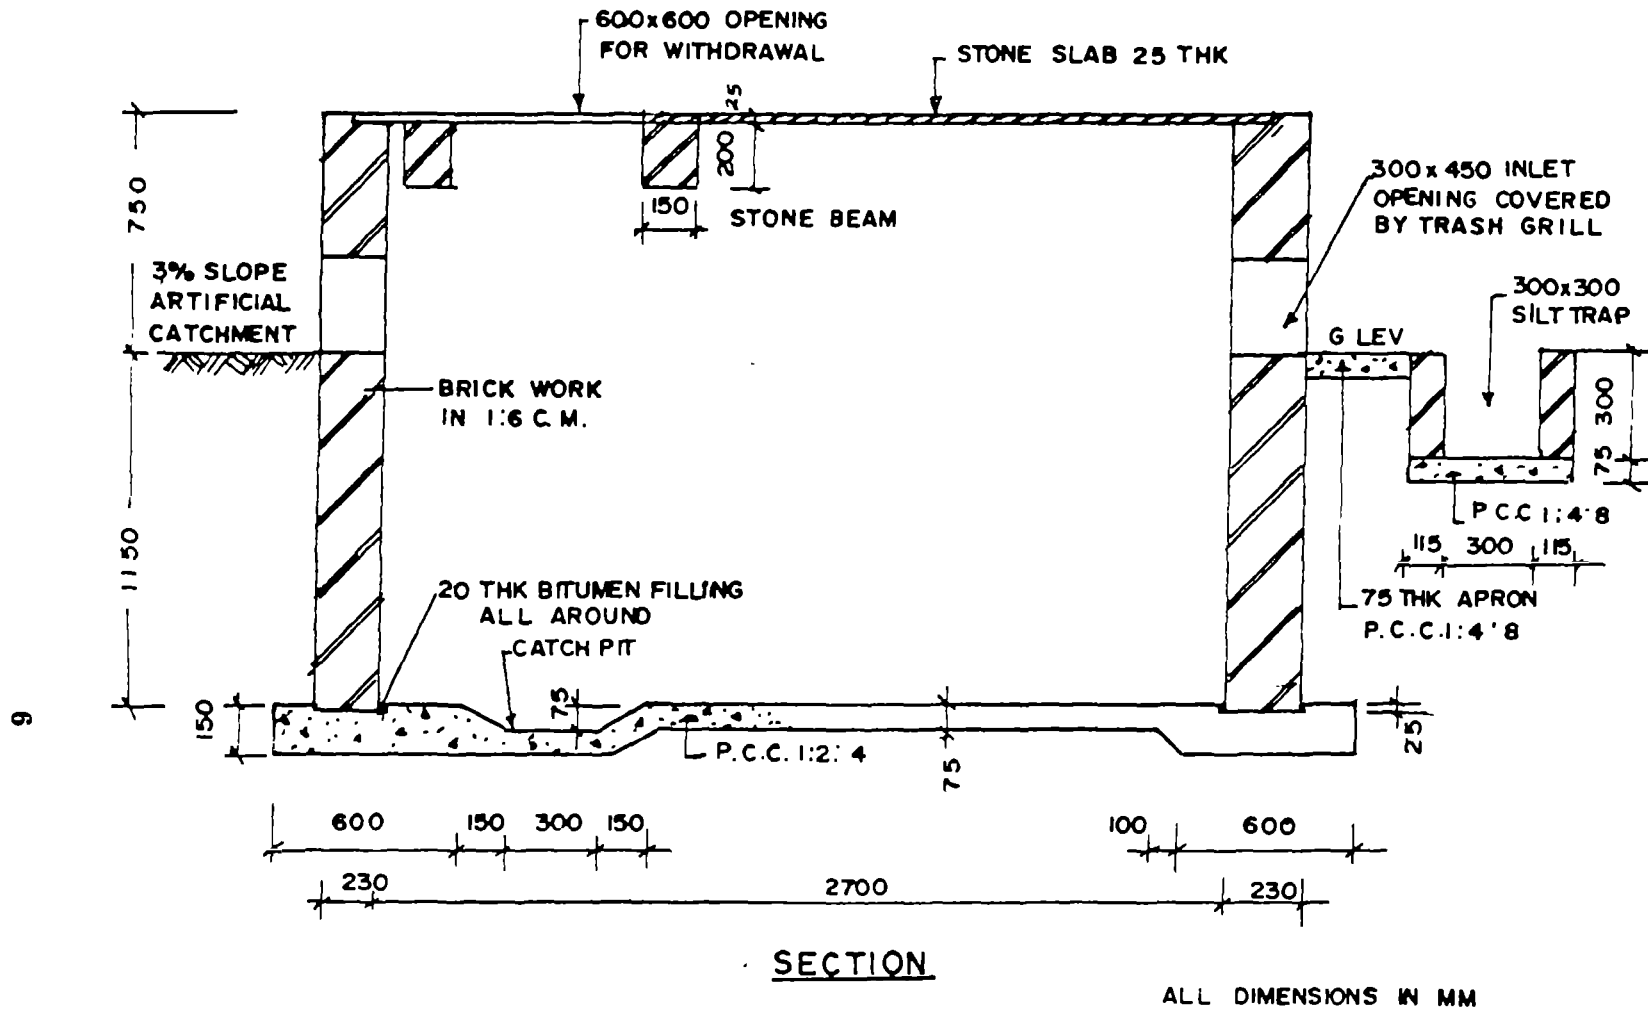 600x600 OPENING
FOR WITHDRAWAL
STONE SLAB 25 THK
25
200
150
STONE BEAM
750
300x450 INLET
OPENING COVERED
BY TRASH GRILL
3% SLOPE
ARTIFICIAL
CATCHMENT
300x300
SILT TRAP
G LEV
BRICK WORK
IN 1:6 C.M.
300
75
P.C.C 1:4:8
115 300 115
1150
20 THK BITUMEN FILLING
ALL AROUND
CATCH PIT
75 THK APRON
P.C.C.1:4:8
150
75
P.C.C. 1:2:4
75
25
9
600 150 300 150 100 600
230 2700 230
SECTION
ALL DIMENSIONS IN MM